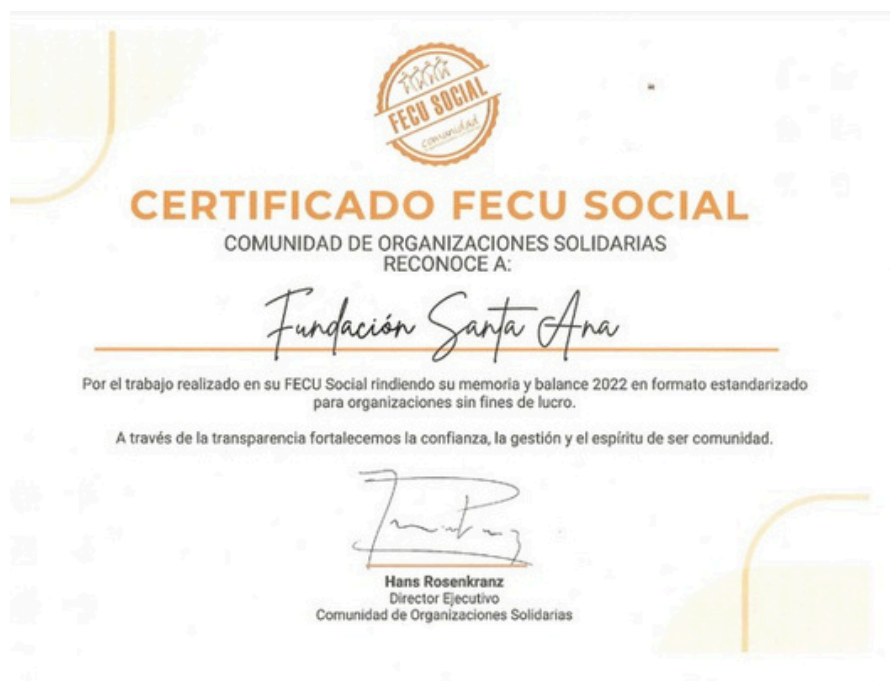 FECU SOCIAL
comunidad
CERTIFICADO FECU SOCIAL
COMUNIDAD DE ORGANIZACIONES SOLIDARIAS
RECONOCE A:
Fundación Santa Ana
Por el trabajo realizado en su FECU Social rindiendo su memoria y balance 2022 en formato estandarizado
para organizaciones sin fines de lucro.
A través de la transparencia fortalecemos la confianza, la gestión y el espíritu de ser comunidad.
Hans Rosenkranz
Director Ejecutivo
Comunidad de Organizaciones Solidarias